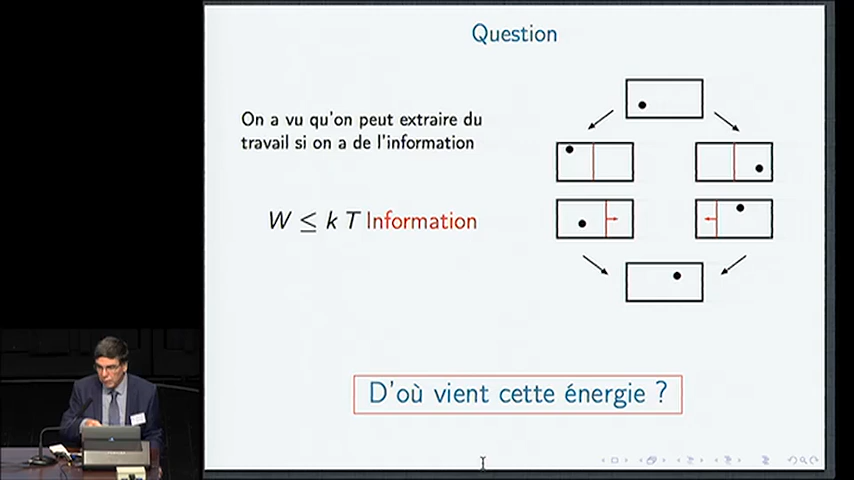 Question
On a vu qu'on peut extraire du
travail si on a de l'information
W ≤ k T Information
D'où vient cette énergie ?